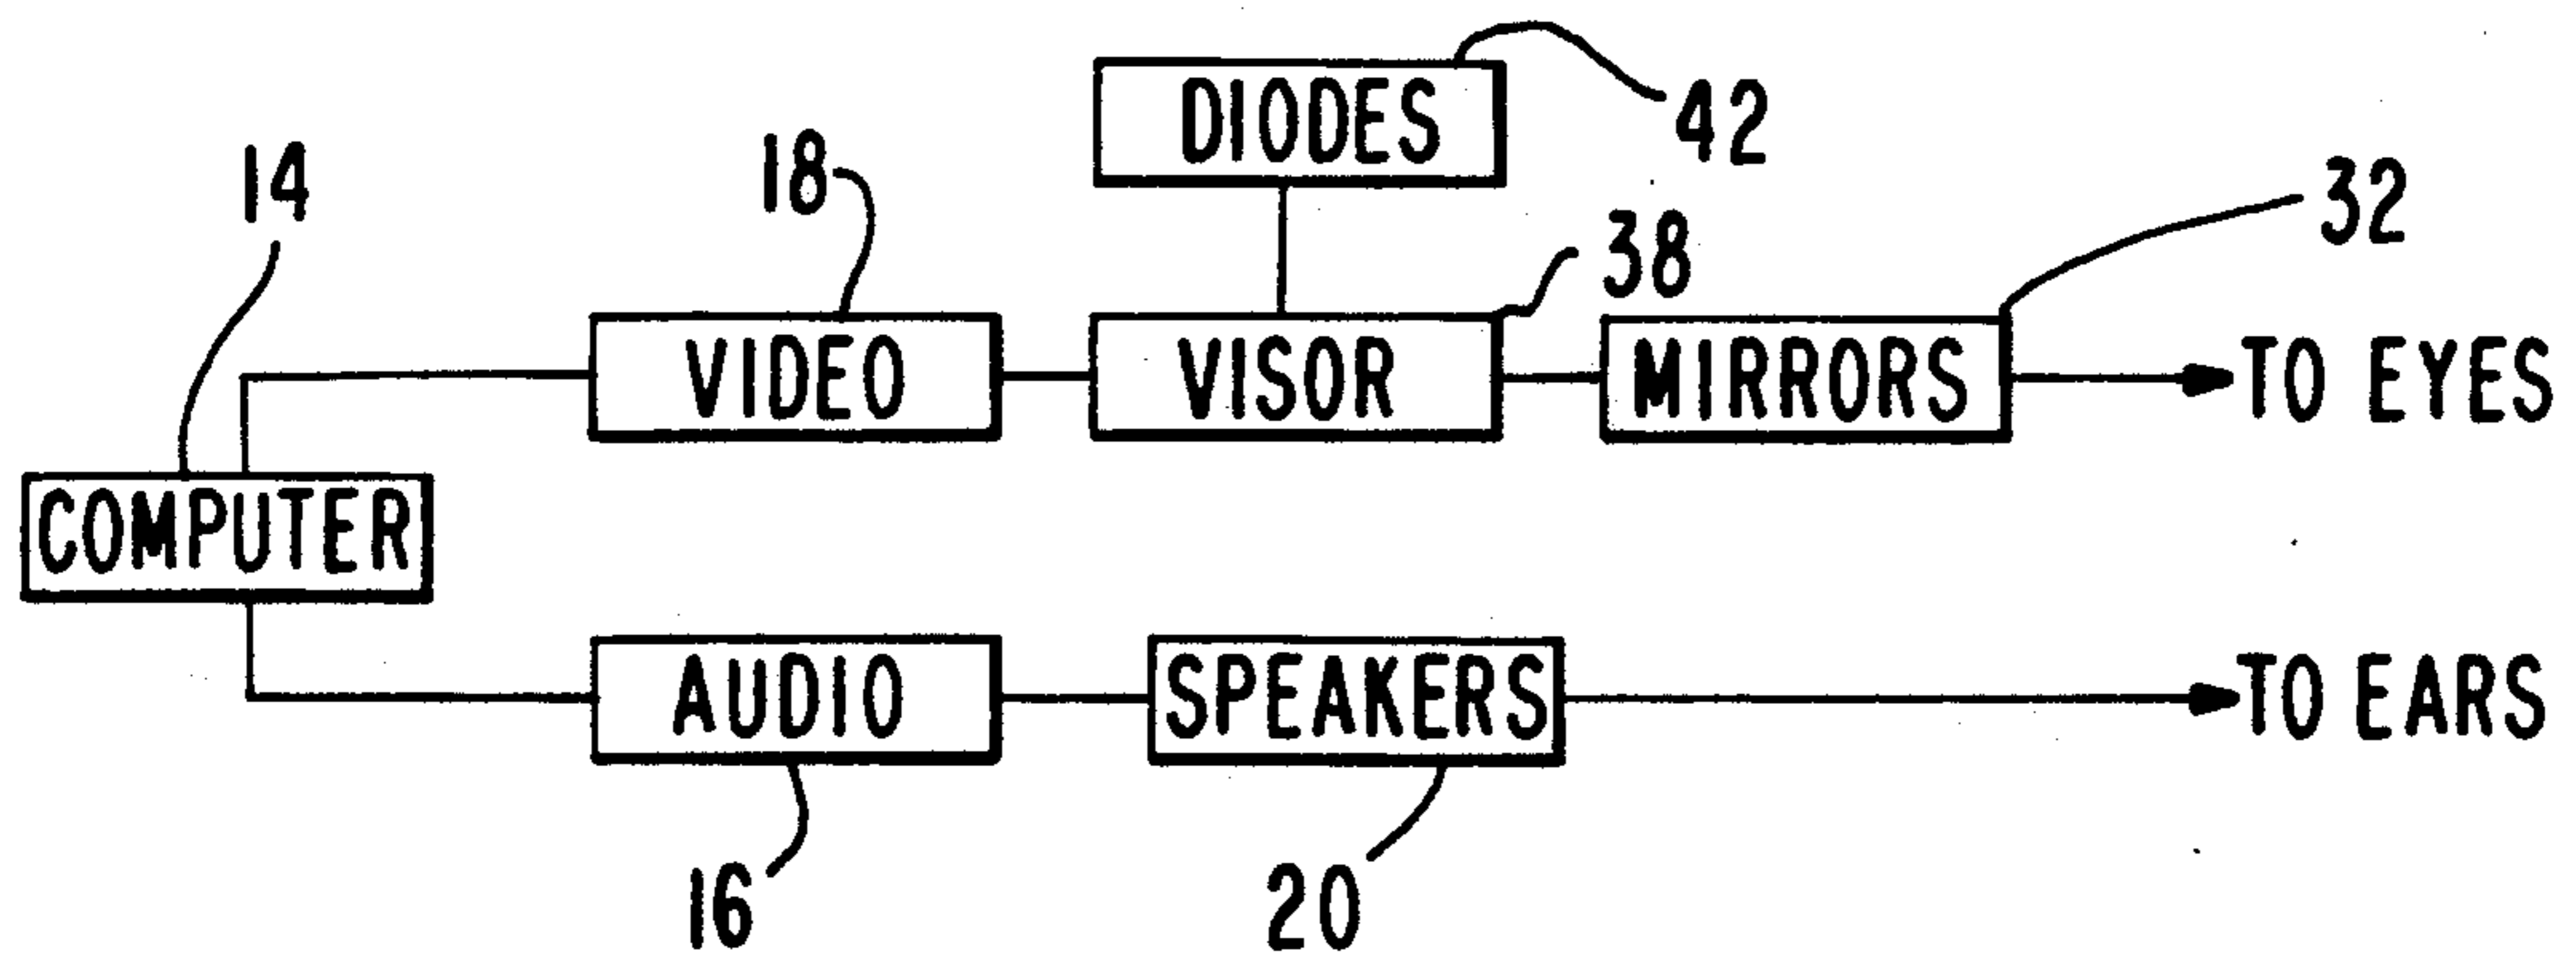 DIODES
42
14
18
32
38
VIDEO
VISOR
MIRRORS
TO EYES
COMPUTER
AUDIO
SPEAKERS
TO EARS
16
20